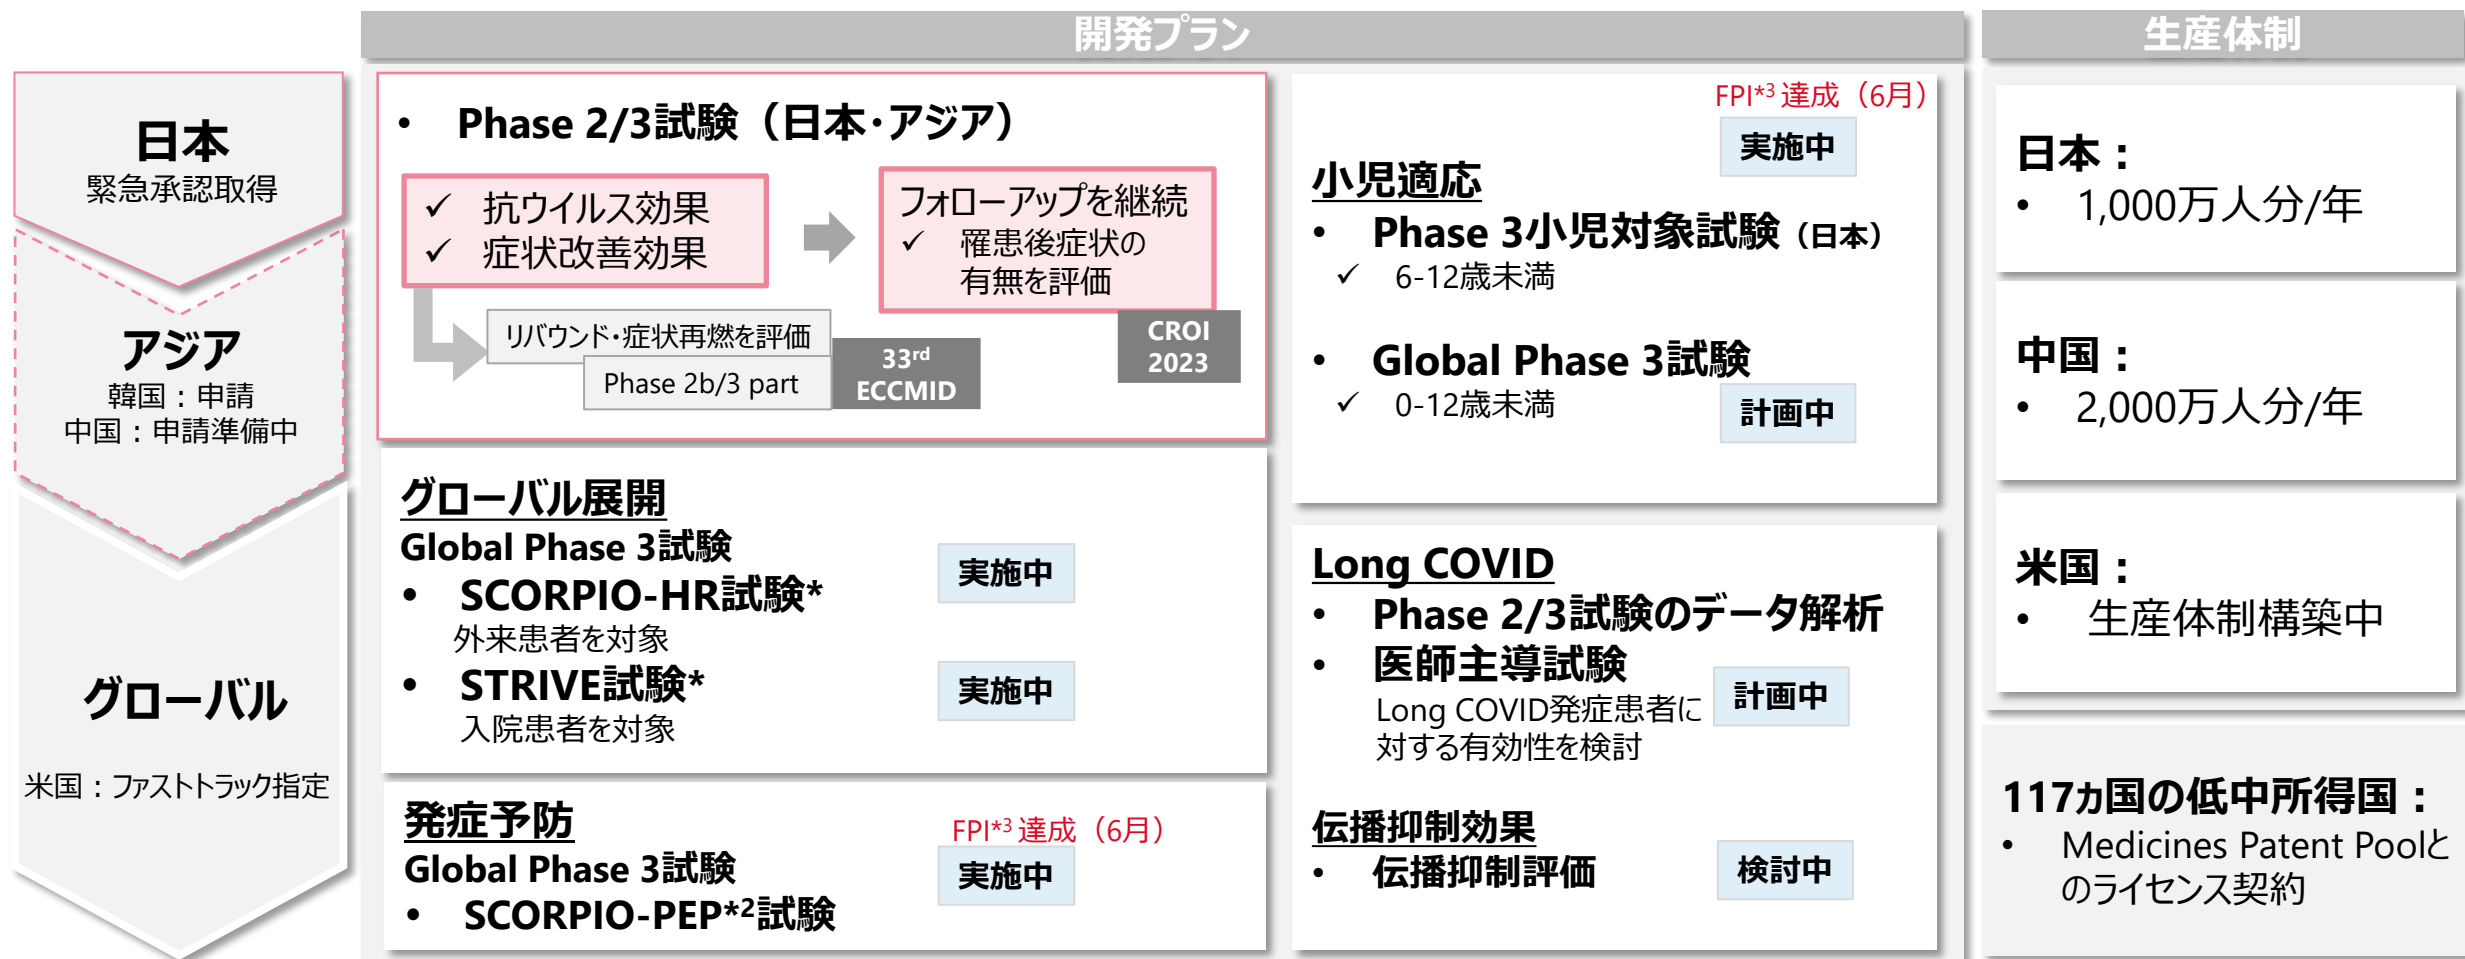 開発プラン
生産体制
日本
緊急承認取得
アジア
韓国：申請
中国：申請準備中
グローバル
米国：ファストトラック指定
• Phase 2/3試験（日本・アジア）
✓ 抗ウイルス効果
✓ 症状改善効果
フォローアップを継続
✓ 罹患後症状の
有無を評価
リバウンド・症状再燃を評価
Phase 2b/3 part
33rd
ECCMID
CROI
2023
グローバル展開
Global Phase 3試験
• SCORPIO-HR試験*
外来患者を対象
実施中
• STRIVE試験*
入院患者を対象
実施中
発症予防
FPI*3 達成（6月）
Global Phase 3試験
実施中
• SCORPIO-PEP*2試験
FPI*3 達成（6月）
実施中
小児適応
• Phase 3小児対象試験（日本）
✓ 6-12歳未満
• Global Phase 3試験
✓ 0-12歳未満
計画中
Long COVID
• Phase 2/3試験のデータ解析
• 医師主導試験
計画中
Long COVID発症患者に
対する有効性を検討
伝播抑制効果
• 伝播抑制評価
検討中
日本：
• 1,000万人分/年
中国：
• 2,000万人分/年
米国：
• 生産体制構築中
117ヵ国の低中所得国：
• Medicines Patent Poolと
のライセンス契約